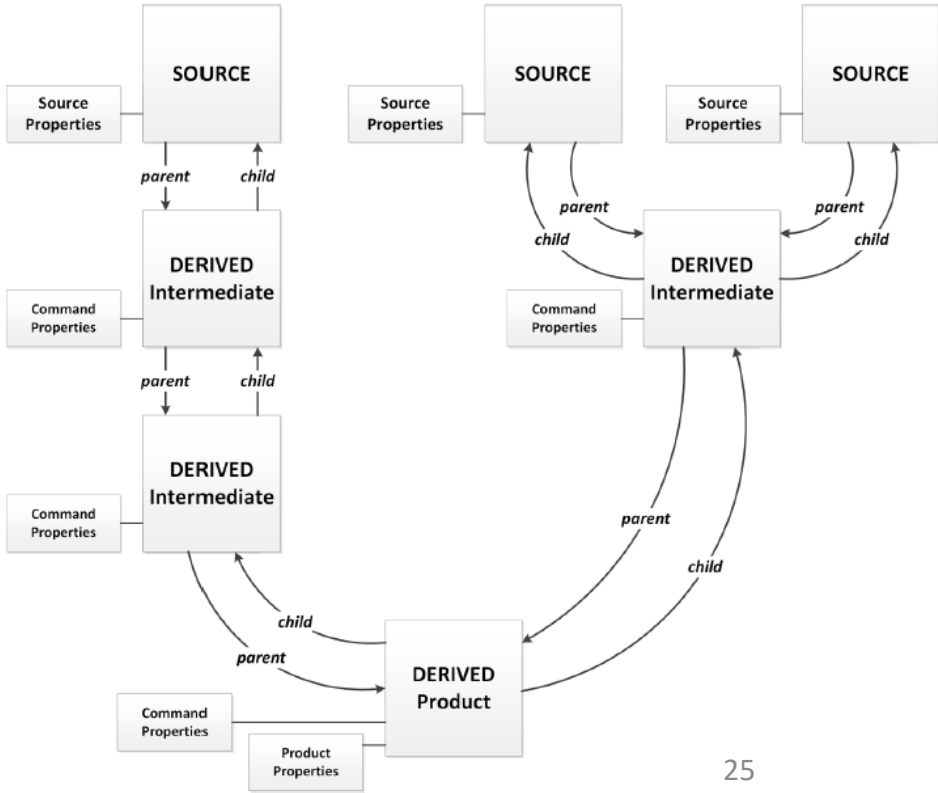 SOURCE
SOURCE
SOURCE
Source
Properties
Source
Properties
Source
Properties
parent
child
parent
child
parent
child
DERIVED
Intermediate
DERIVED
Intermediate
Command
Properties
Command
Properties
parent
child
DERIVED
Intermediate
Command
Properties
parent
child
child
parent
DERIVED
Product
Command
Properties
Product
Properties
25